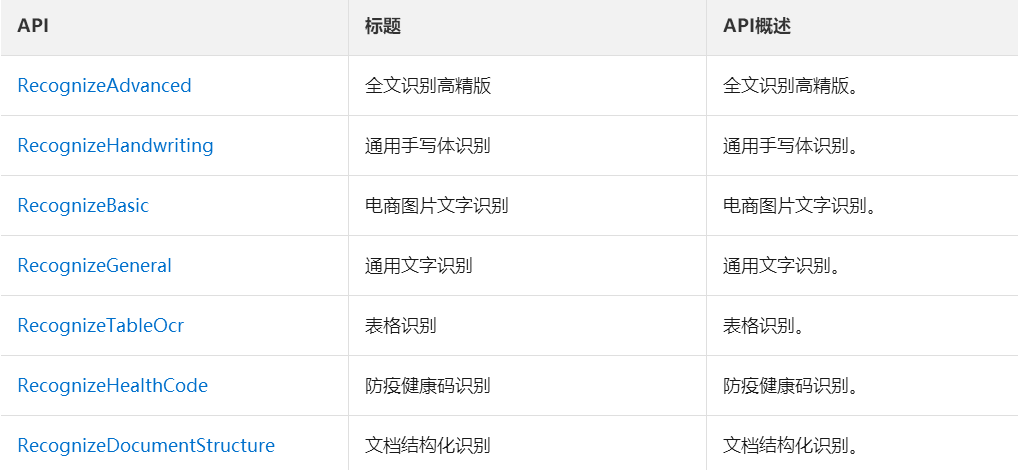 API 标题 API概述
RecognizeAdvanced 全文识别高精版 全文识别高精版。
RecognizeHandwriting 通用手写体识别 通用手写体识别。
RecognizeBasic 电商图片文字识别 电商图片文字识别。
RecognizeGeneral 通用文字识别 通用文字识别。
RecognizeTableOcr 表格识别 表格识别。
RecognizeHealthCode 防疫健康码识别 防疫健康码识别。
RecognizeDocumentStructure 文档结构化识别 文档结构化识别。